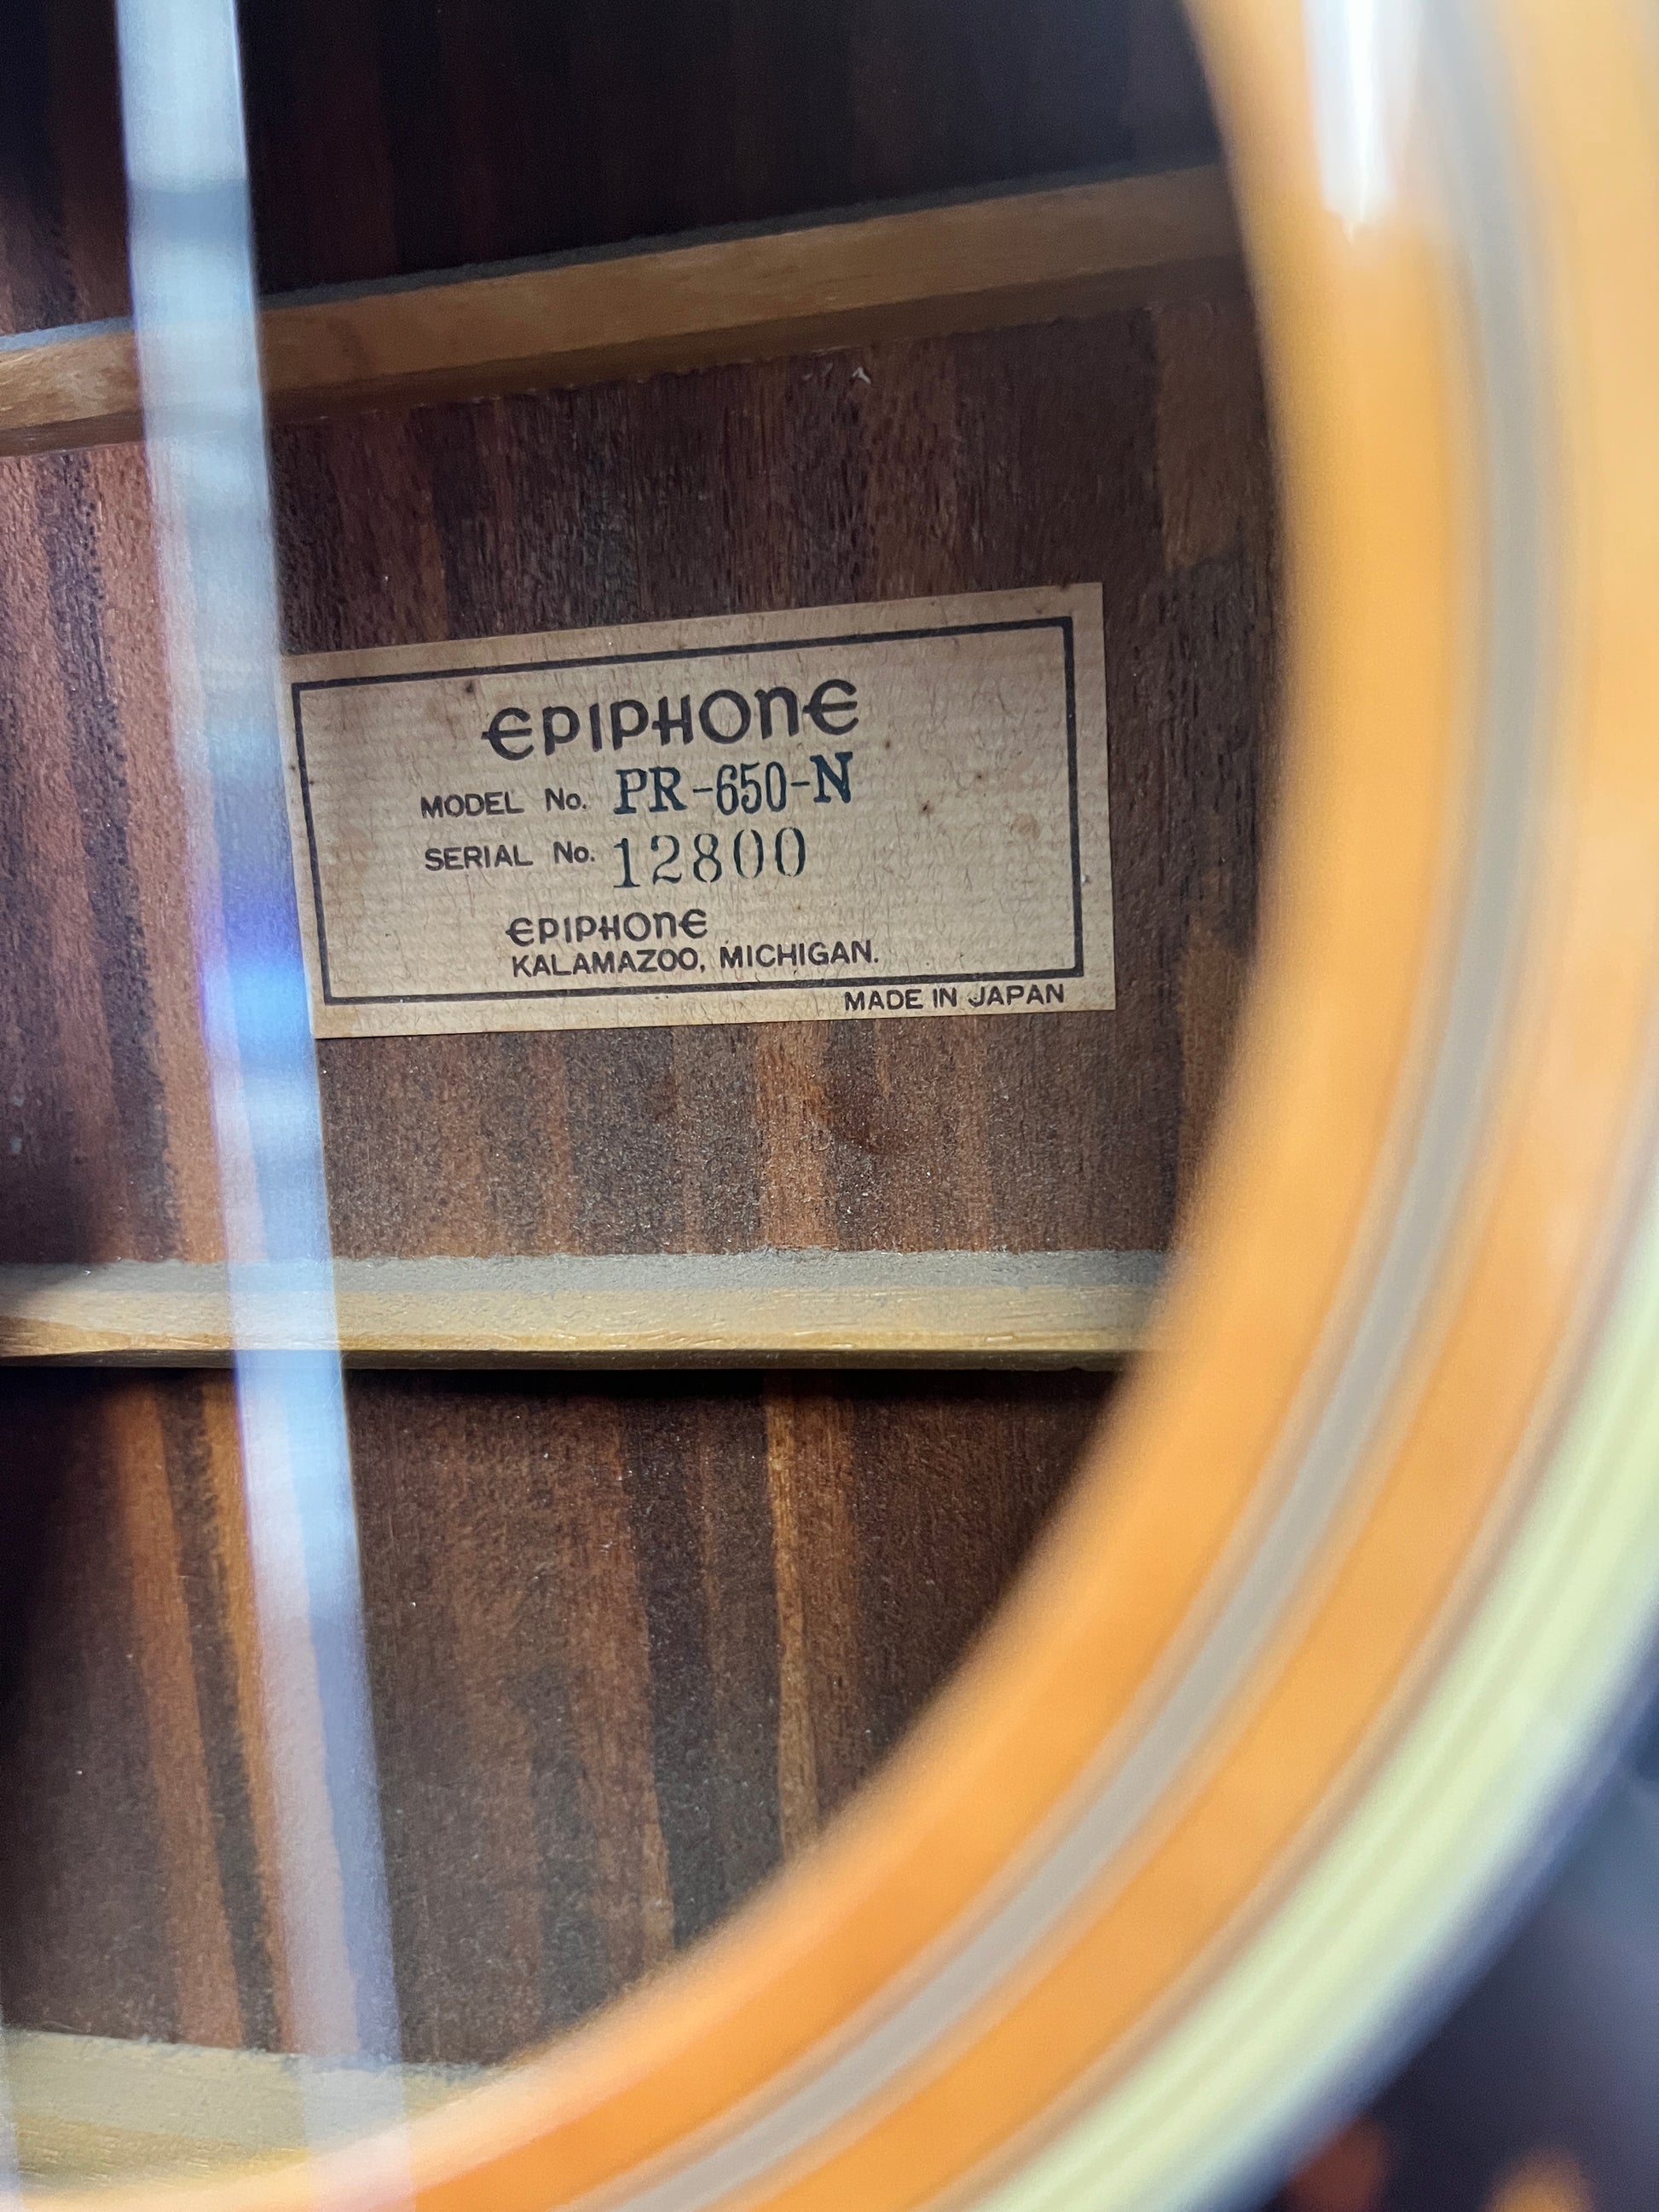 EPIPHONE
MODEL No. PR-650-N
SERIAL No. 12800
EPIPHONE
KALAMAZOO, MICHIGAN.
MADE IN JAPAN